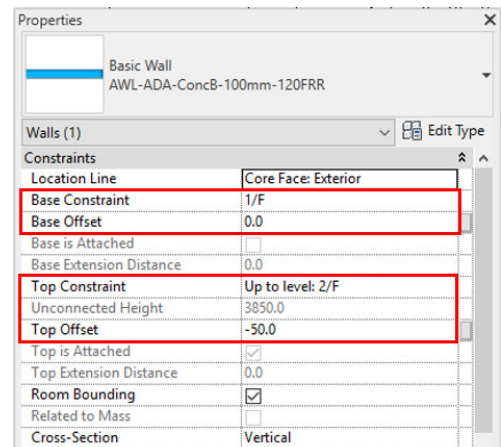 Properties
Basic Wall
AWL-ADA-ConcB-100mm-120FRR
Walls (1)
Edit Type
Constraints
Location Line Core Face: Exterior
Base Constraint 1/F
Base Offset 0.0
Base is Attached
Base Extension Distance 0.0
Top Constraint Up to level: 2/F
Unconnected Height 3850.0
Top Offset -50.0
Top is Attached
Top Extension Distance 0.0
Room Bounding
Related to Mass
Cross-Section Vertical